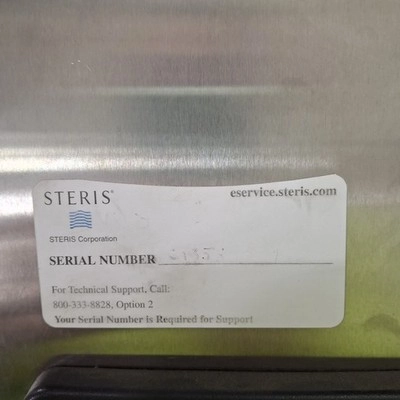 STERIS®
eservice.steris.com
STERIS Corporation
SERIAL NUMBER
For Technical Support, Call:
800-333-8828, Option 2
Your Serial Number is Required for Support